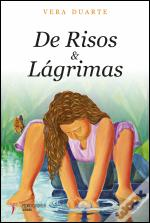 VERA DUARTE
De Risos
&
Lágrimas